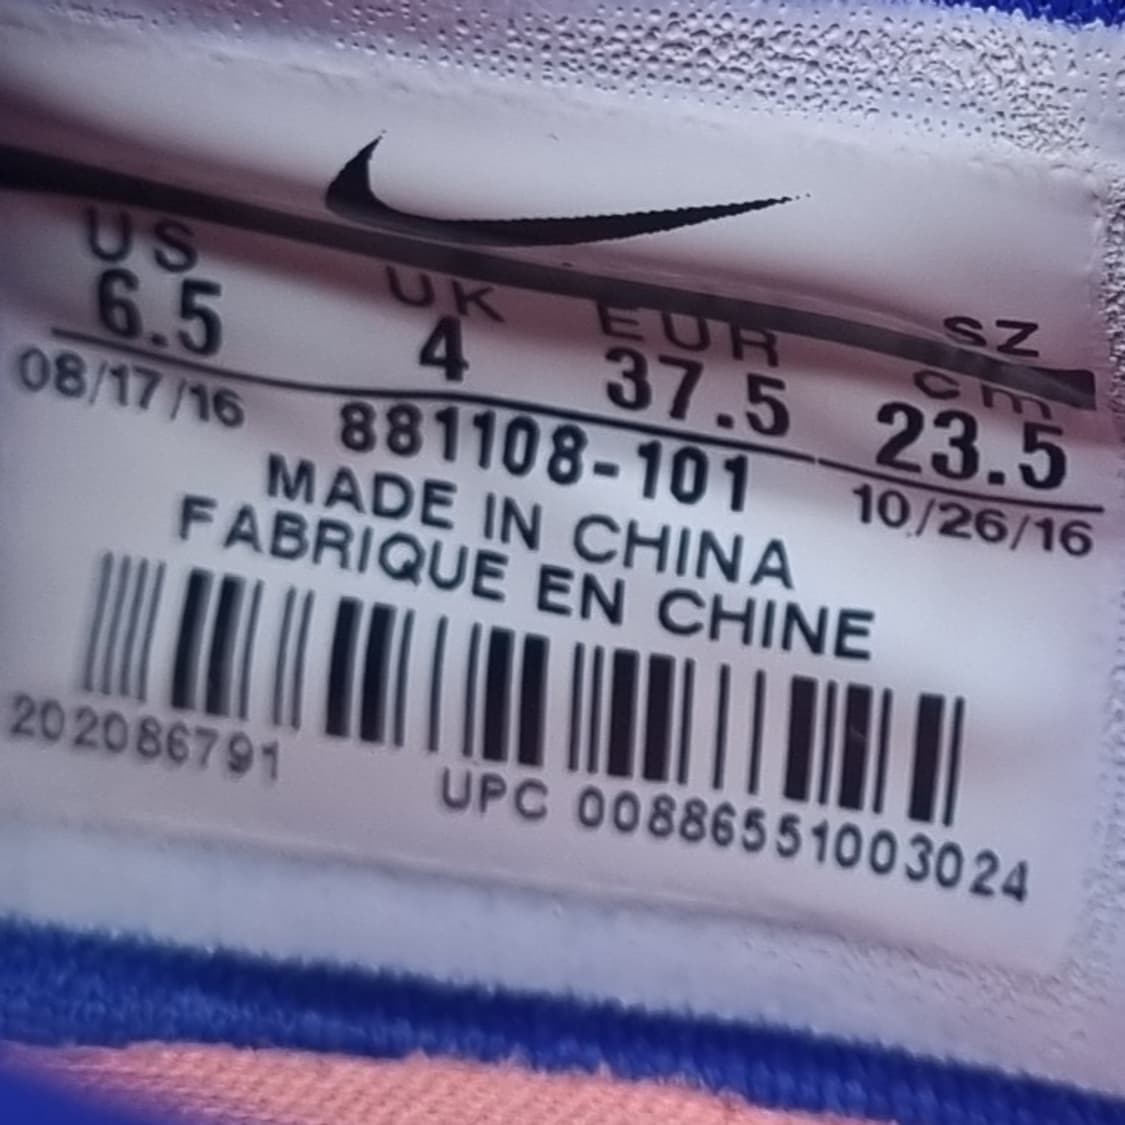 US UK EUR SZ
cm
6.5 4 37.5 23.5
08/17/16 881108-101 10/26/16
MADE IN CHINA
FABRIQUE EN CHINE
202086791
UPC 00886551003024